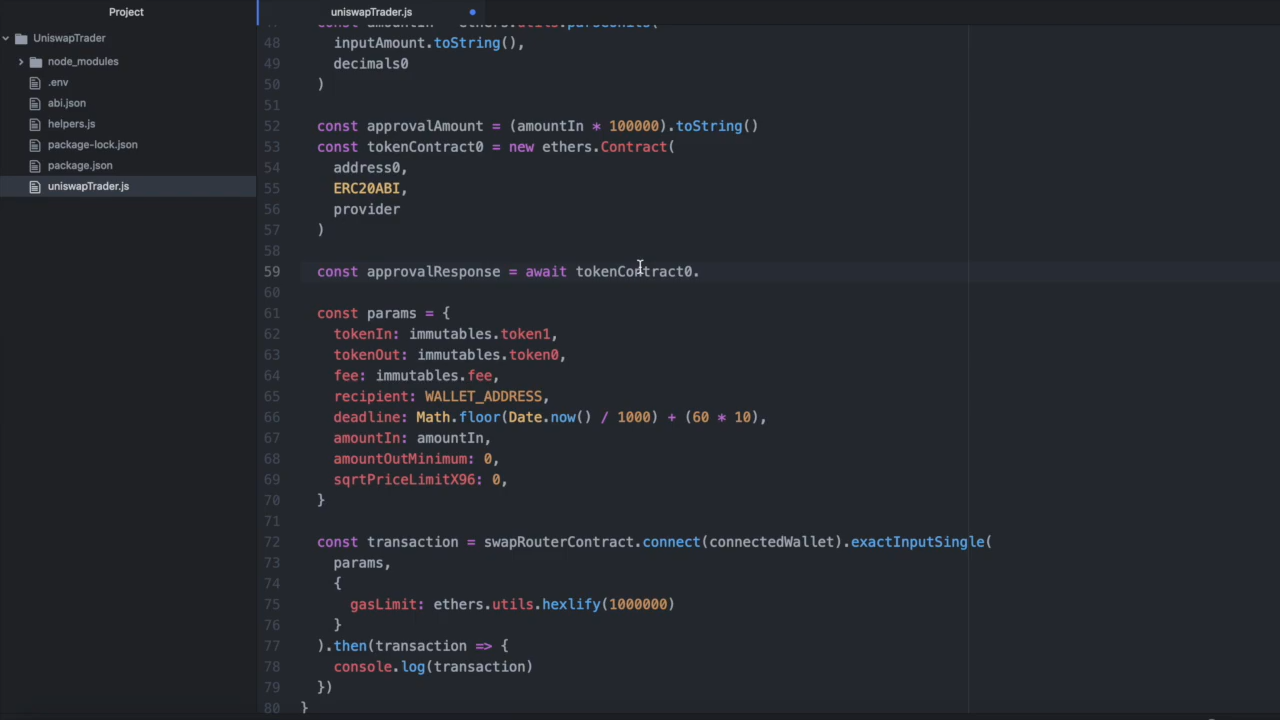 Project
uniswapTrader.js
UniswapTrader
node_modules
.env
abi.json
helpers.js
package-lock.json
package.json
uniswapTrader.js
47 const amountIn = ethers.utils.parseUnits(
48 inputAmount.toString(),
49 decimals0
50 )
51
52 const approvalAmount = (amountIn * 100000).toString()
53 const tokenContract0 = new ethers.Contract(
54 address0,
55 ERC20ABI,
56 provider
57 )
58
59 const approvalResponse = await tokenContract0.
60
61 const params = {
62 tokenIn: immutables.token1,
63 tokenOut: immutables.token0,
64 fee: immutables.fee,
65 recipient: WALLET_ADDRESS,
66 deadline: Math.floor(Date.now() / 1000) + (60 * 10),
67 amountIn: amountIn,
68 amountOutMinimum: 0,
69 sqrtPriceLimitX96: 0,
70 }
71
72 const transaction = swapRouterContract.connect(connectedWallet).exactInputSingle(
73 params,
74 {
75 gasLimit: ethers.utils.hexlify(1000000)
76 }
77 ).then(transaction => {
78 console.log(transaction)
79 })
80 }